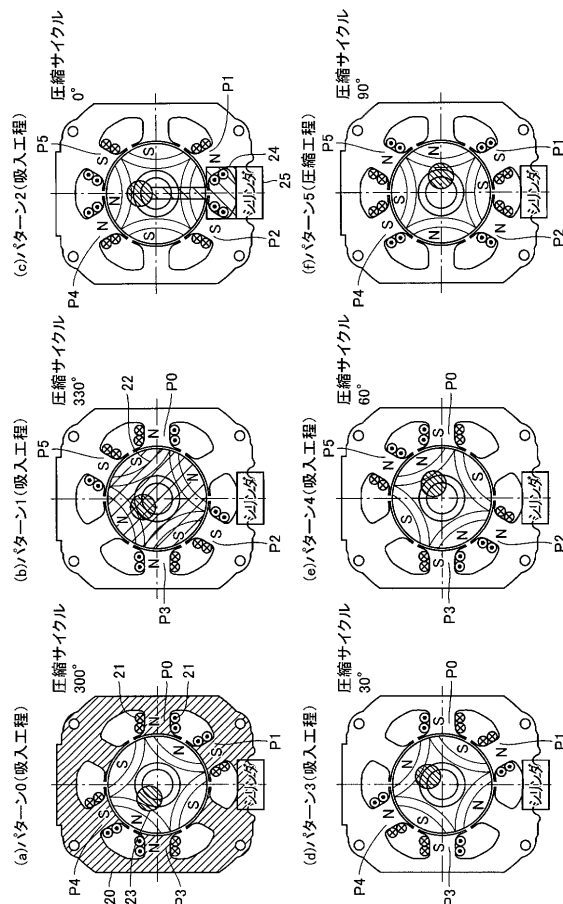 (a)パターン0(吸入工程)
圧縮サイクル
300°
P4
20
23
P3
21
P0
21
P1
N
S
N
S
N
S
N
S
シリンダ
(b)パターン1(吸入工程)
圧縮サイクル
330°
P5
22
P0
P2
P3
S
N
N
S
N
S
N
S
シリンダ
(c)パターン2(吸入工程)
圧縮サイクル
0°
P5
P4
P1
24
25
P2
S
N
N
S
N
S
N
S
シリンダ
(d)パターン3(吸入工程)
圧縮サイクル
30°
P4
P0
P3
P1
N
S
N
S
S
N
S
N
シリンダ
(e)パターン4(吸入工程)
圧縮サイクル
60°
P5
P0
P3
P2
N
N
S
S
S
N
S
N
シリンダ
(f)パターン5(圧縮工程)
圧縮サイクル
90°
P5
P4
P1
P2
N
S
N
S
S
N
N
S
シリンダ